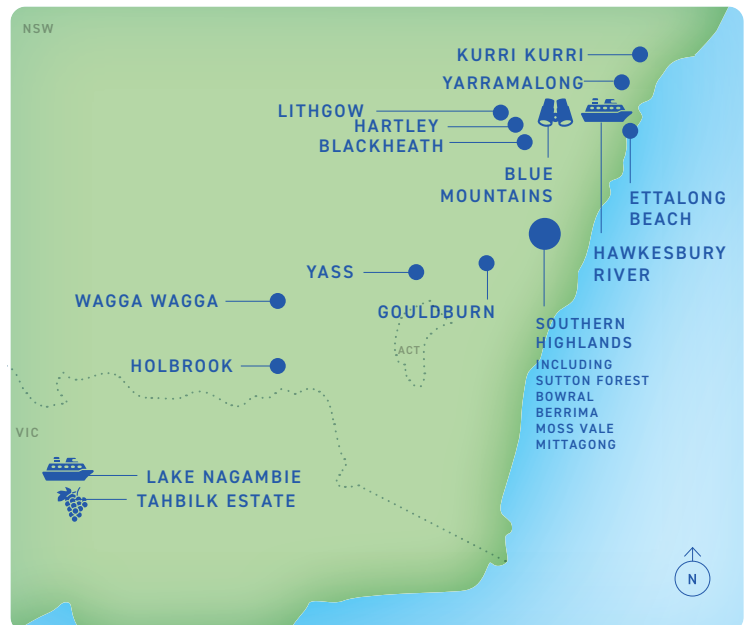 NSW
KURRI KURRI
YARRAMALONG
LITHGOW
HARTLEY
BLACKHEATH
BLUE
MOUNTAINS
ETTALONG
BEACH
HAWKESBURY
RIVER
YASS
WAGGA WAGGA
GOULDBURN
SOUTHERN
HIGHLANDS
INCLUDING
SUTTON FOREST
BOWRAL
BERRIMA
MOSS VALE
MITTAGONG
ACT
HOLBROOK
VIC
LAKE NAGAMBIE
TAHBILK ESTATE
N